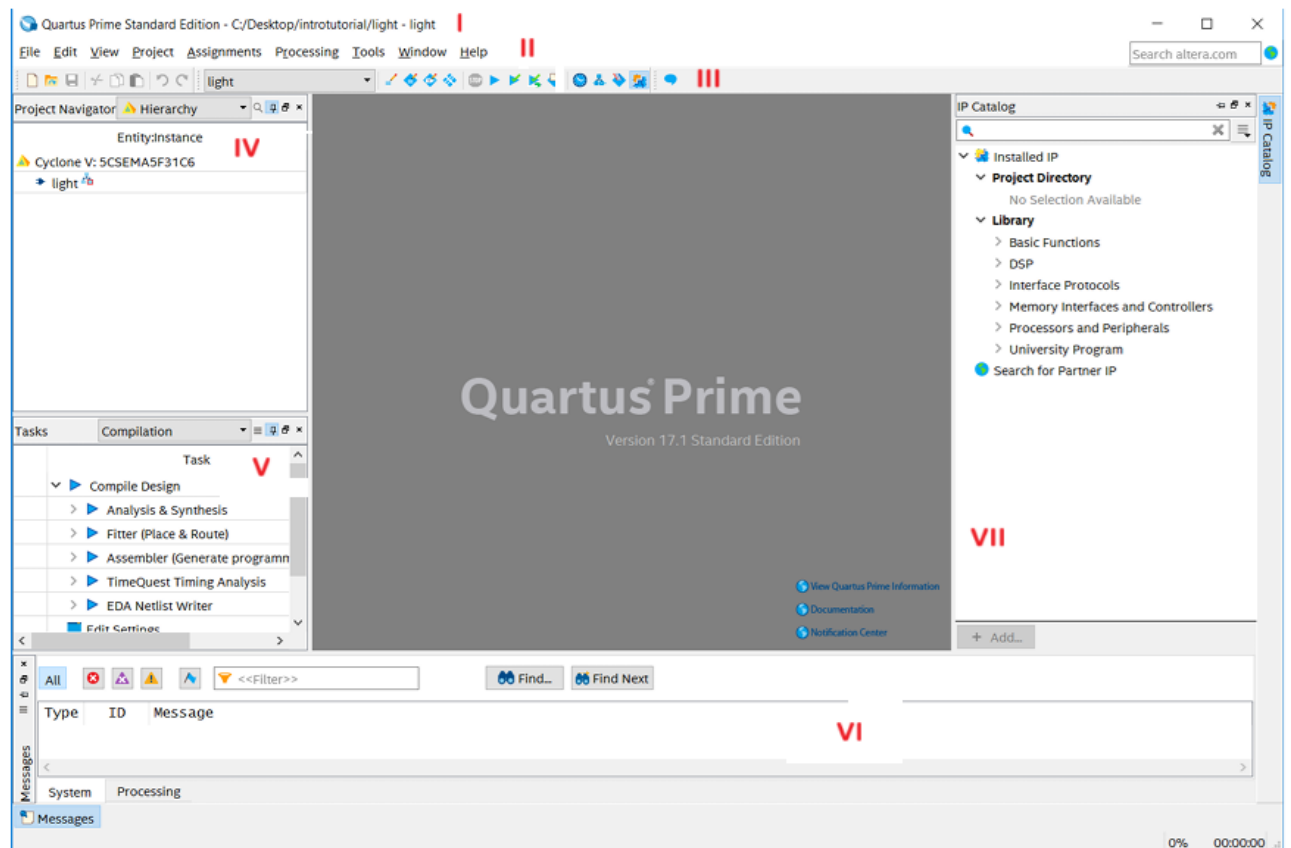 Quartus Prime Standard Edition - C:/Desktop/introtutorial/light - light I
File Edit View Project Assignments Processing Tools Window Help II
Search altera.com
light III
Project Navigator Hierarchy
Entity:Instance
IV
Cyclone V: 5CSEMA5F31C6
light
Tasks Compilation
Task
V
Compile Design
Analysis & Synthesis
Fitter (Place & Route)
Assembler (Generate programm
TimeQuest Timing Analysis
EDA Netlist Writer
Edit Settings
Quartus Prime
Version 17.1 Standard Edition
View Quartus Prime Information
Documentation
Notification Center
IP Catalog
IP Catalog
Installed IP
Project Directory
No Selection Available
Library
Basic Functions
DSP
Interface Protocols
Memory Interfaces and Controllers
Processors and Peripherals
University Program
Search for Partner IP
VII
+ Add...
All <<Filter>> Find... Find Next
Type ID Message
VI
Messages
System Processing
Messages
0% 00:00:00